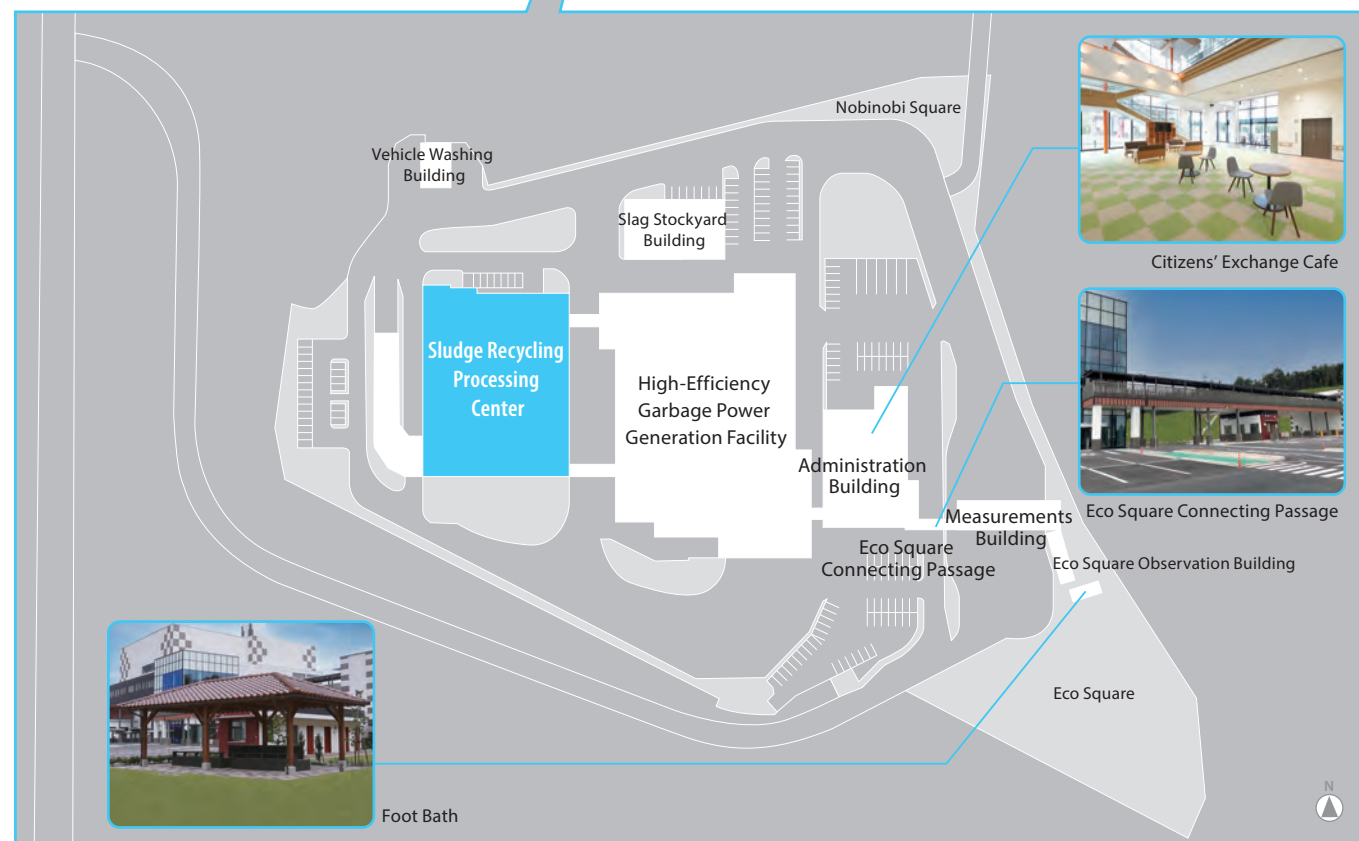 Nobinobi Square
Vehicle Washing
Building
Slag Stockyard
Building
Citizens’ Exchange Cafe
Sludge Recycling
Processing
Center
High-Efficiency
Garbage Power
Generation Facility
Administration
Building
Eco Square Connecting Passage
Measurements
Building
Eco Square
Connecting Passage
Eco Square Observation Building
Eco Square
Foot Bath
N